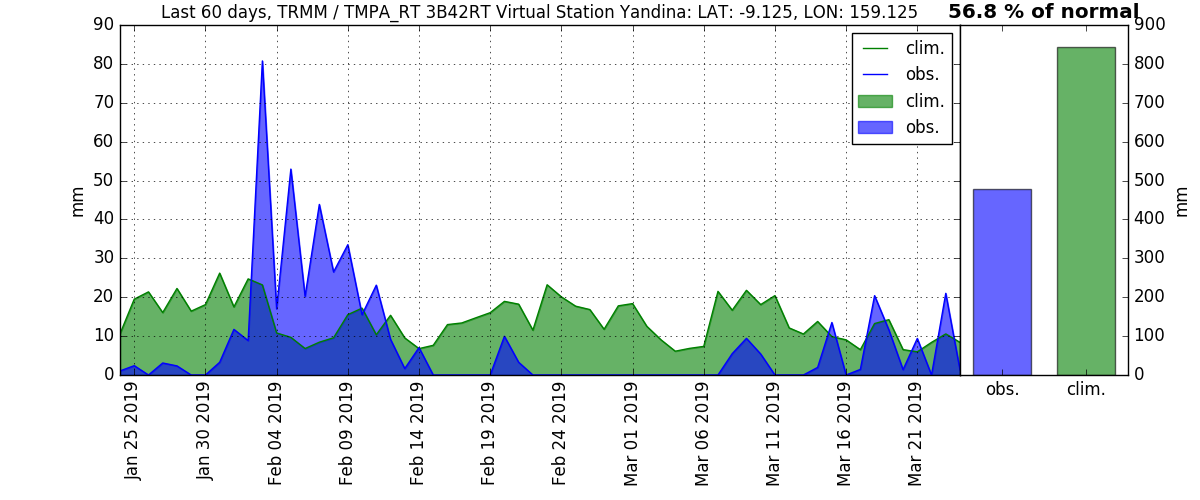 Last 60 days, TRMM / TMPA_RT 3B42RT Virtual Station Yandina: LAT: -9.125, LON: 159.125
56.8 % of normal
90
80
70
60
50
40
30
20
10
0
mm
clim.
obs.
clim.
obs.
900
800
700
600
500
400
300
200
100
0
mm
Jan 25 2019
Jan 30 2019
Feb 04 2019
Feb 09 2019
Feb 14 2019
Feb 19 2019
Feb 24 2019
Mar 01 2019
Mar 06 2019
Mar 11 2019
Mar 16 2019
Mar 21 2019
obs.
clim.